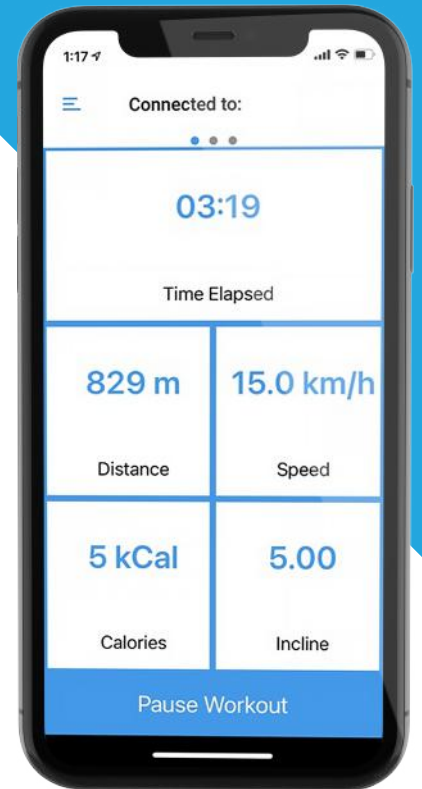 1:17
Connected to:
03:19
Time Elapsed
829 m
15.0 km/h
Distance
Speed
5 kCal
5.00
Calories
Incline
Pause Workout